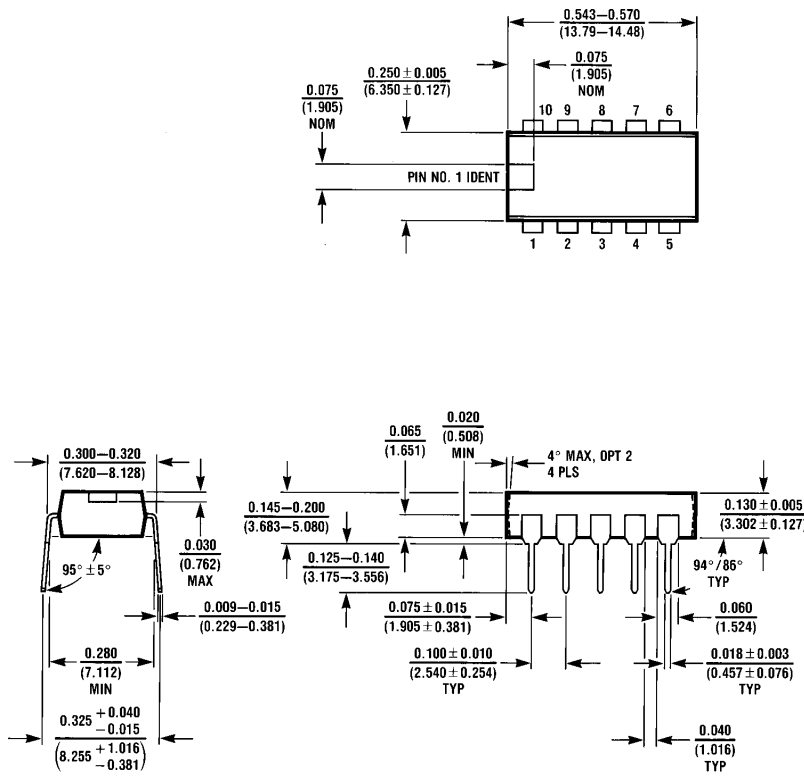 0.543–0.570
(13.79–14.48)
0.075
(1.905)
NOM
0.250 ± 0.005
(6.350 ± 0.127)
0.075
(1.905)
NOM
10 9 8 7 6
PIN NO. 1 IDENT
1 2 3 4 5
0.300–0.320
(7.620–8.128)
0.030
(0.762)
MAX
95° ± 5°
0.009–0.015
(0.229–0.381)
0.280
(7.112)
MIN
0.325 + 0.040
− 0.015
(8.255 + 1.016
− 0.381)
0.020
(0.508)
MIN
0.065
(1.651)
4° MAX, OPT 2
4 PLS
0.145–0.200
(3.683–5.080)
0.130 ± 0.005
(3.302 ± 0.127)
0.125–0.140
(3.175–3.556)
94°/86°
TYP
0.075 ± 0.015
(1.905 ± 0.381)
0.060
(1.524)
0.100 ± 0.010
(2.540 ± 0.254)
TYP
0.018 ± 0.003
(0.457 ± 0.076)
TYP
0.040
(1.016)
TYP